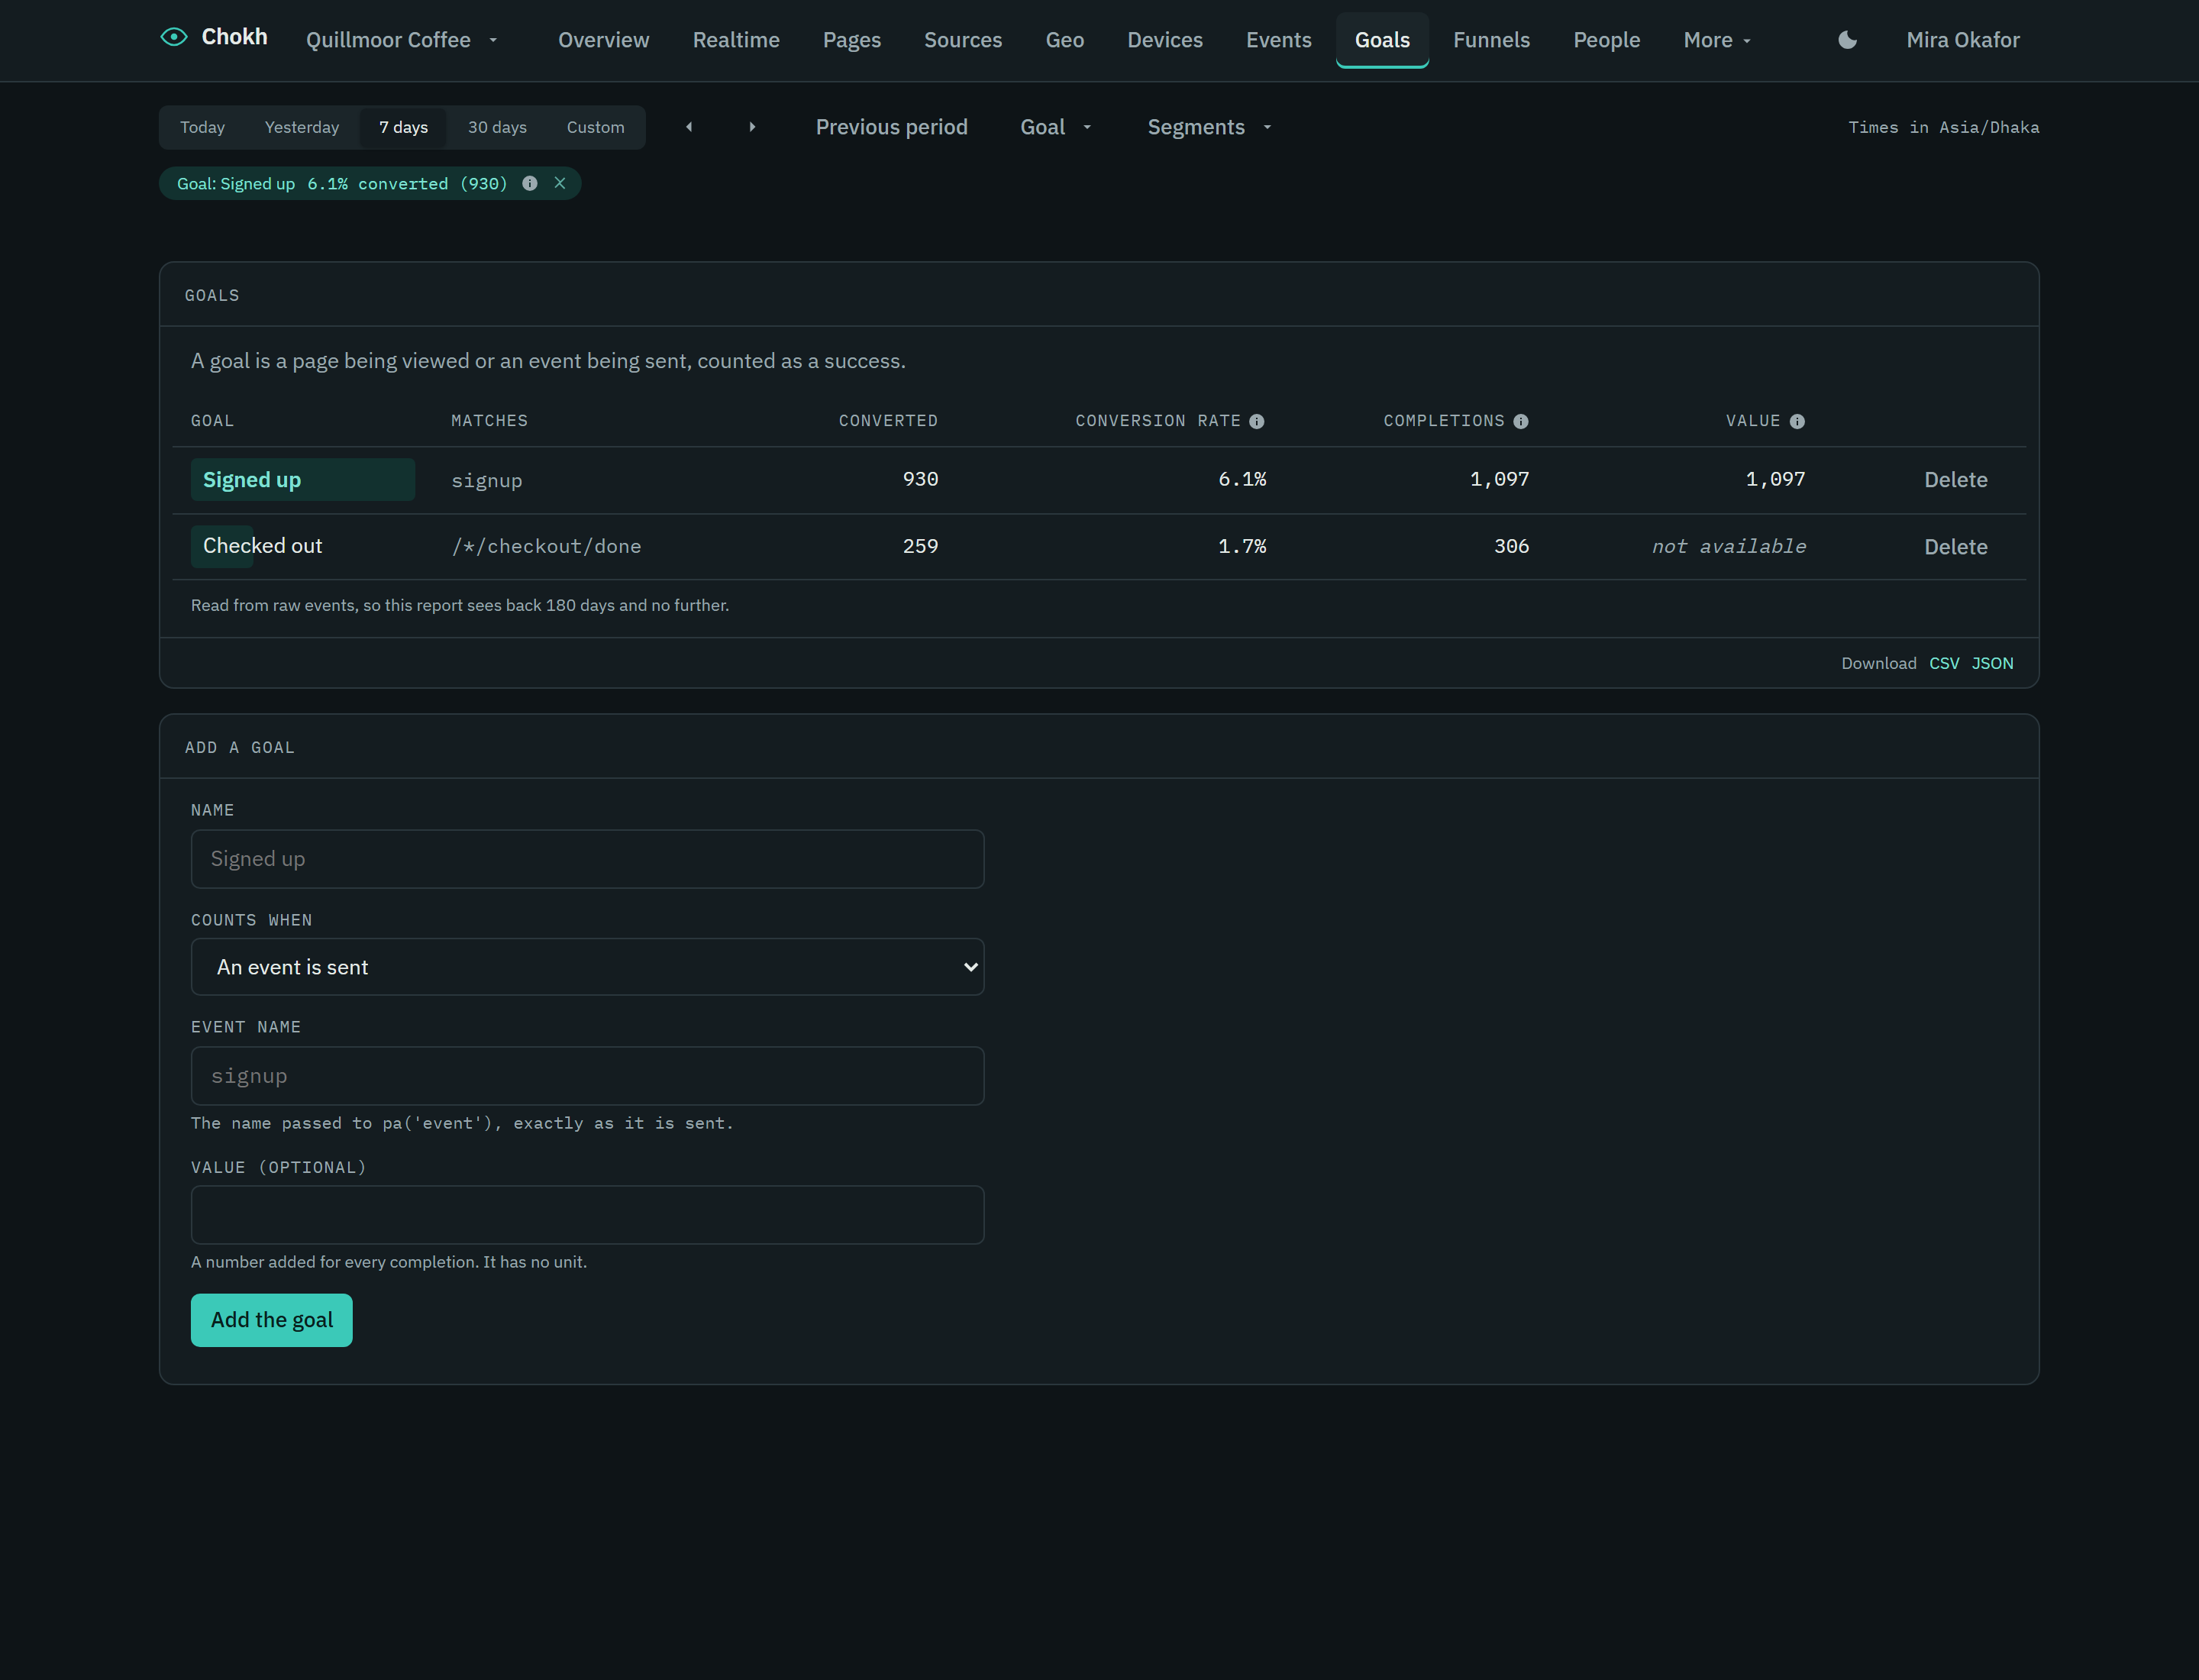 Chokh Quillmoor Coffee Overview Realtime Pages Sources Geo Devices Events Goals Funnels People More Mira Okafor
Today Yesterday 7 days 30 days Custom Previous period Goal Segments Times in Asia/Dhaka
Goal: Signed up 6.1% converted (930)
GOALS
A goal is a page being viewed or an event being sent, counted as a success.
GOAL MATCHES CONVERTED CONVERSION RATE COMPLETIONS VALUE
Signed up signup 930 6.1% 1,097 1,097 Delete
Checked out /*/checkout/done 259 1.7% 306 not available Delete
Read from raw events, so this report sees back 180 days and no further.
Download CSV JSON
ADD A GOAL
NAME
Signed up
COUNTS WHEN
An event is sent
EVENT NAME
signup
The name passed to pa('event'), exactly as it is sent.
VALUE (OPTIONAL)
A number added for every completion. It has no unit.
Add the goal